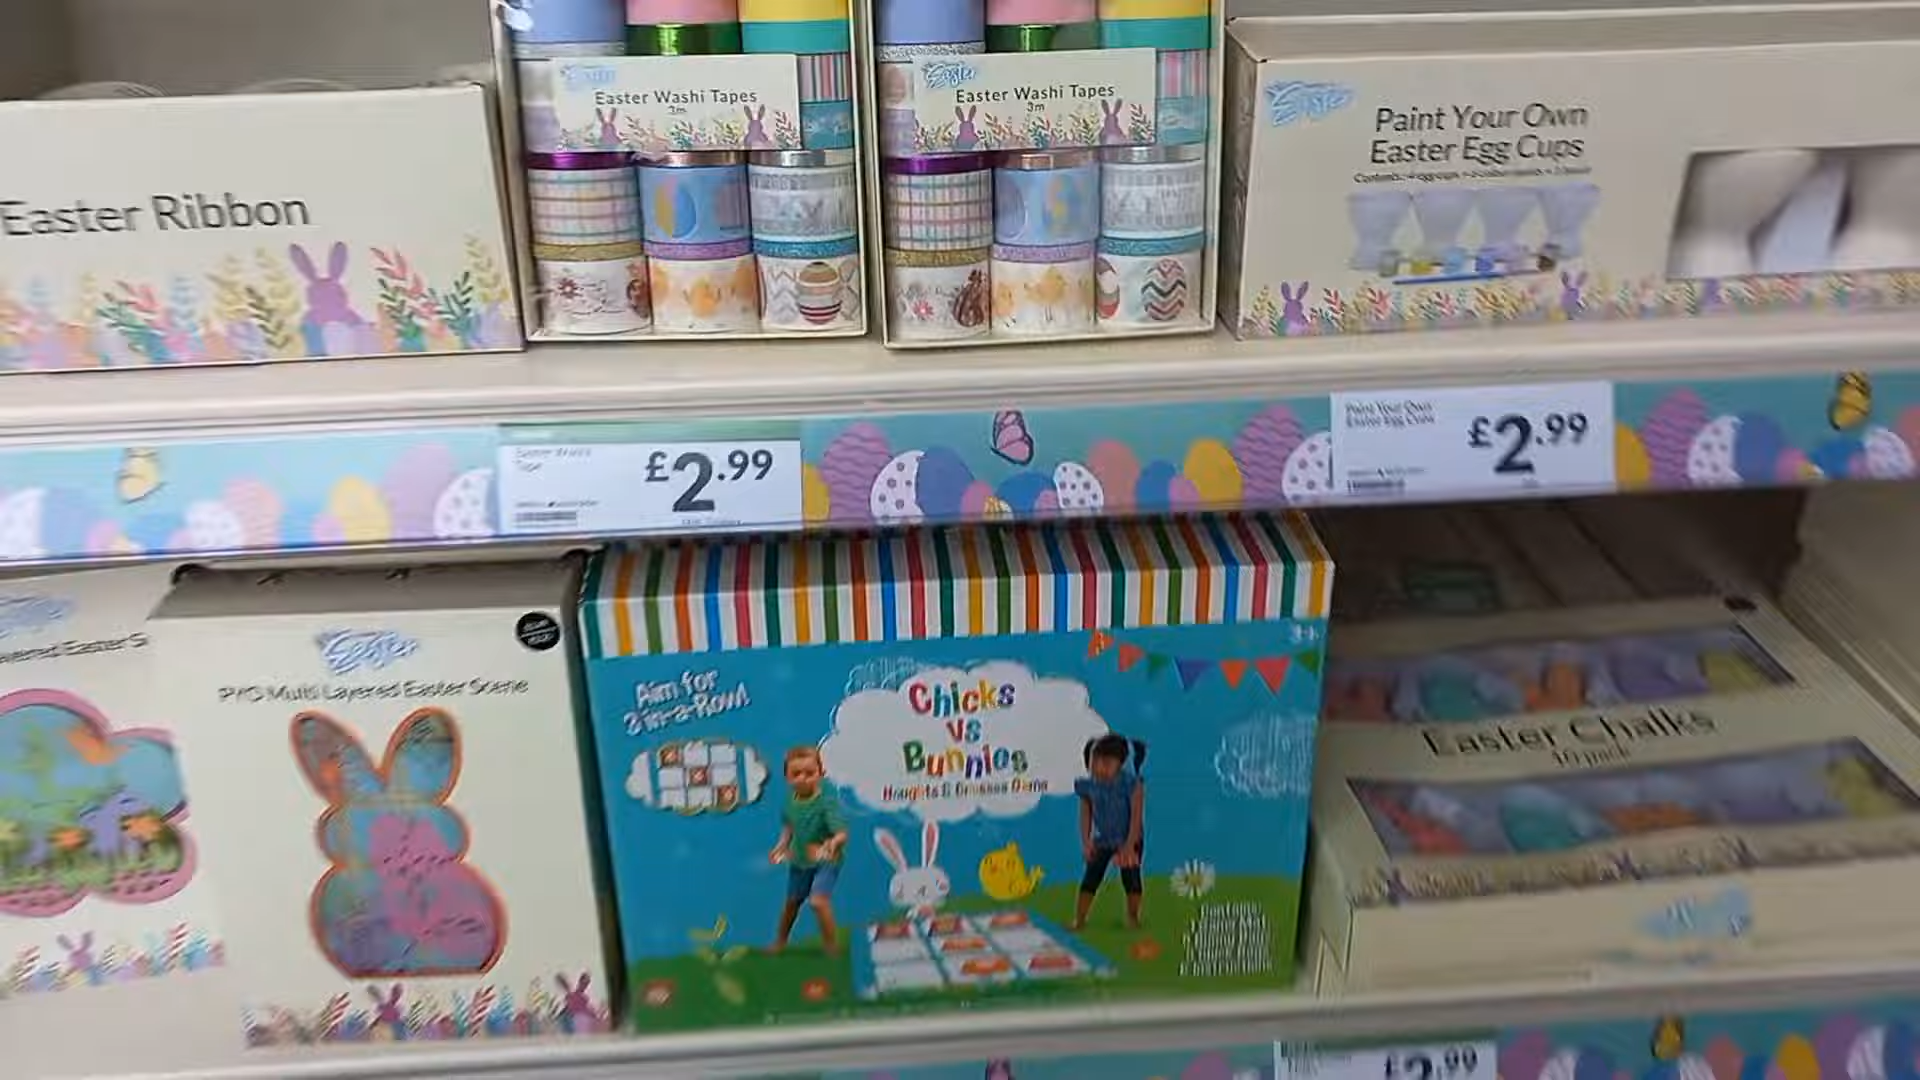 Easter Ribbon
Easter
Easter Washi Tapes
3m
Easter
Easter Washi Tapes
3m
Easter
Paint Your Own
Easter Egg Cups
£2.99
Paint Your Own
Easter Egg Cups
£2.99
Easter
PVC Multi Layered Easter Scene
Aim for
3-in-a-Row!
Chicks
vs
Bunnies
Noughts & Crosses Game
Easter Chalks
10 pack
£2.99